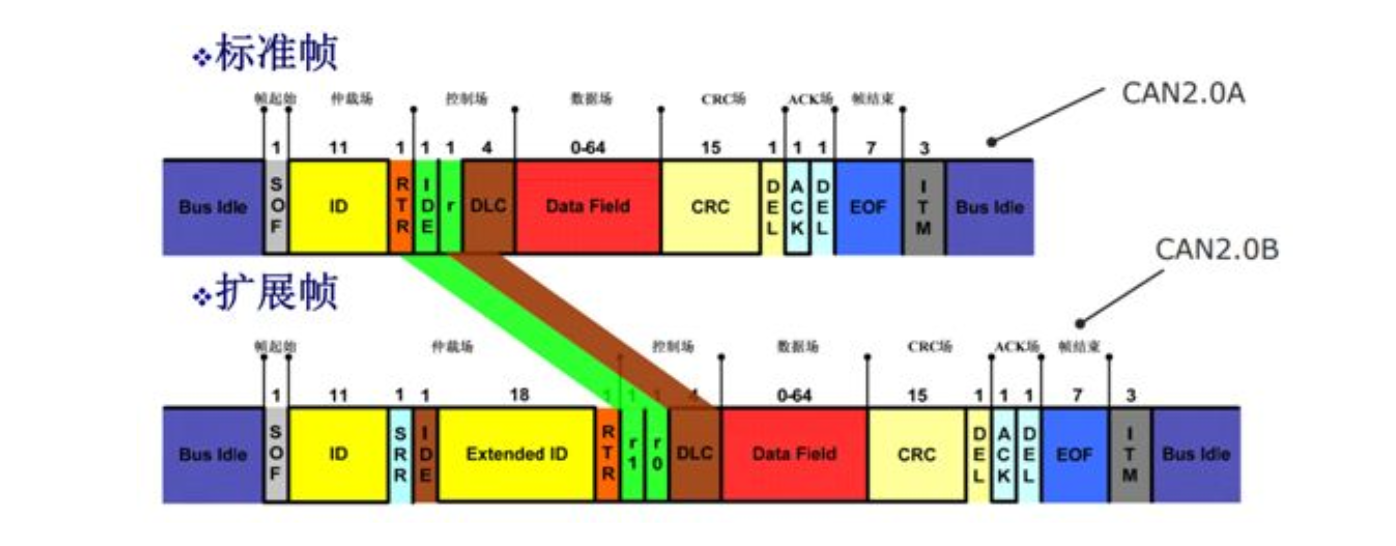 ❖标准帧
帧起始 仲裁场 控制场 数据场 CRC场 ACK场 帧结束
CAN2.0A
1 11 1 1 1 4 0-64 15 1 1 1 7 3
Bus Idle SOF ID RTR IDE r DLC Data Field CRC DEL ACK DEL EOF ITM Bus Idle
CAN2.0B
❖扩展帧
帧起始 仲裁场 控制场 数据场 CRC场 ACK场 帧结束
1 11 1 1 18 1 1 1 4 0-64 15 1 1 1 7 3
Bus Idle SOF ID SRR IDE Extended ID RTR r1 r0 DLC Data Field CRC DEL ACK DEL EOF ITM Bus Idle